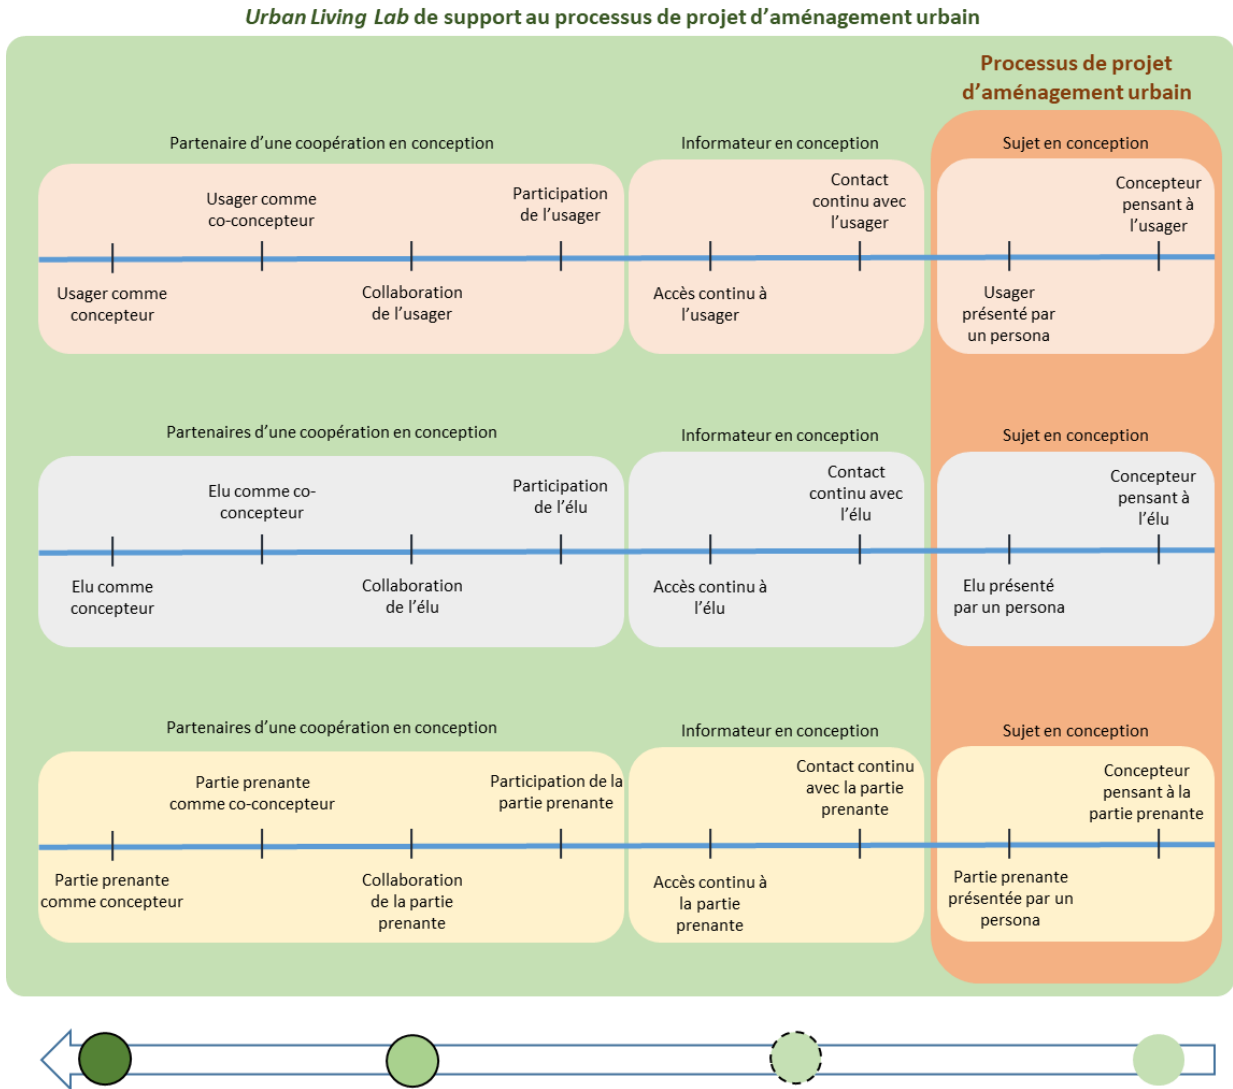 Urban Living Lab de support au processus de projet d’aménagement urbain
Processus de projet
d’aménagement urbain
Partenaire d’une coopération en conception
Informateur en conception
Sujet en conception
Usager comme
co-concepteur
Participation
de l’usager
Contact
continu avec
l’usager
Concepteur
pensant à
l’usager
Usager comme
concepteur
Collaboration
de l’usager
Accès continu à
l’usager
Usager
présenté par
un persona
Partenaires d’une coopération en conception
Informateur en conception
Sujet en conception
Elu comme co-
concepteur
Participation
de l’élu
Contact
continu avec
l’élu
Concepteur
pensant à
l’élu
Elu comme
concepteur
Collaboration
de l’élu
Accès continu à
l’élu
Elu présenté
par un persona
Partenaires d’une coopération en conception
Informateur en conception
Sujet en conception
Partie prenante
comme co-concepteur
Participation de la
partie prenante
Contact continu
avec la partie
prenante
Concepteur
pensant à la
partie prenante
Partie prenante
comme concepteur
Collaboration
de la partie
prenante
Accès continu à
la partie
prenante
Partie prenante
présentée par un
persona